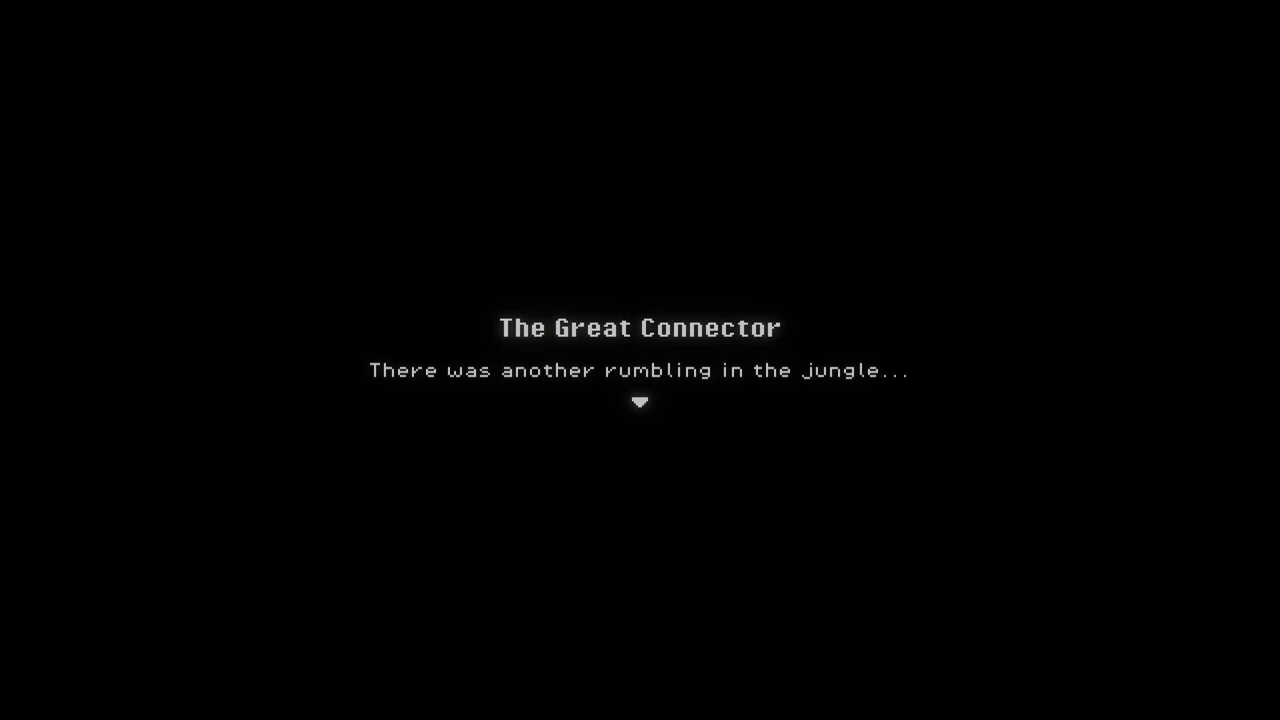 The Great Connector
There was another rumbling in the jungle...